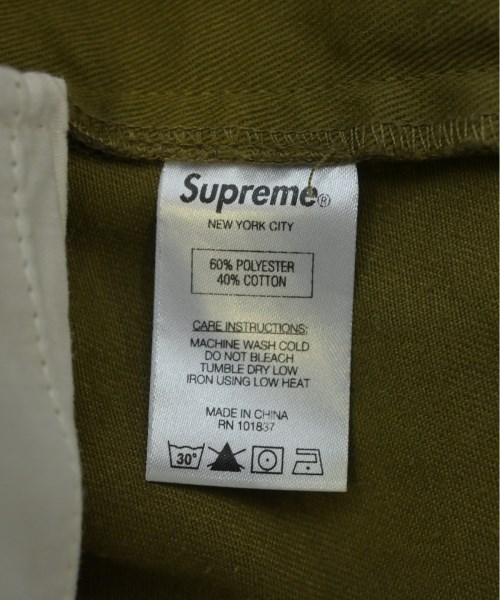 Supreme®
NEW YORK CITY
60% POLYESTER
40% COTTON
CARE INSTRUCTIONS:
MACHINE WASH COLD
DO NOT BLEACH
TUMBLE DRY LOW
IRON USING LOW HEAT
MADE IN CHINA
RN 101837
30°